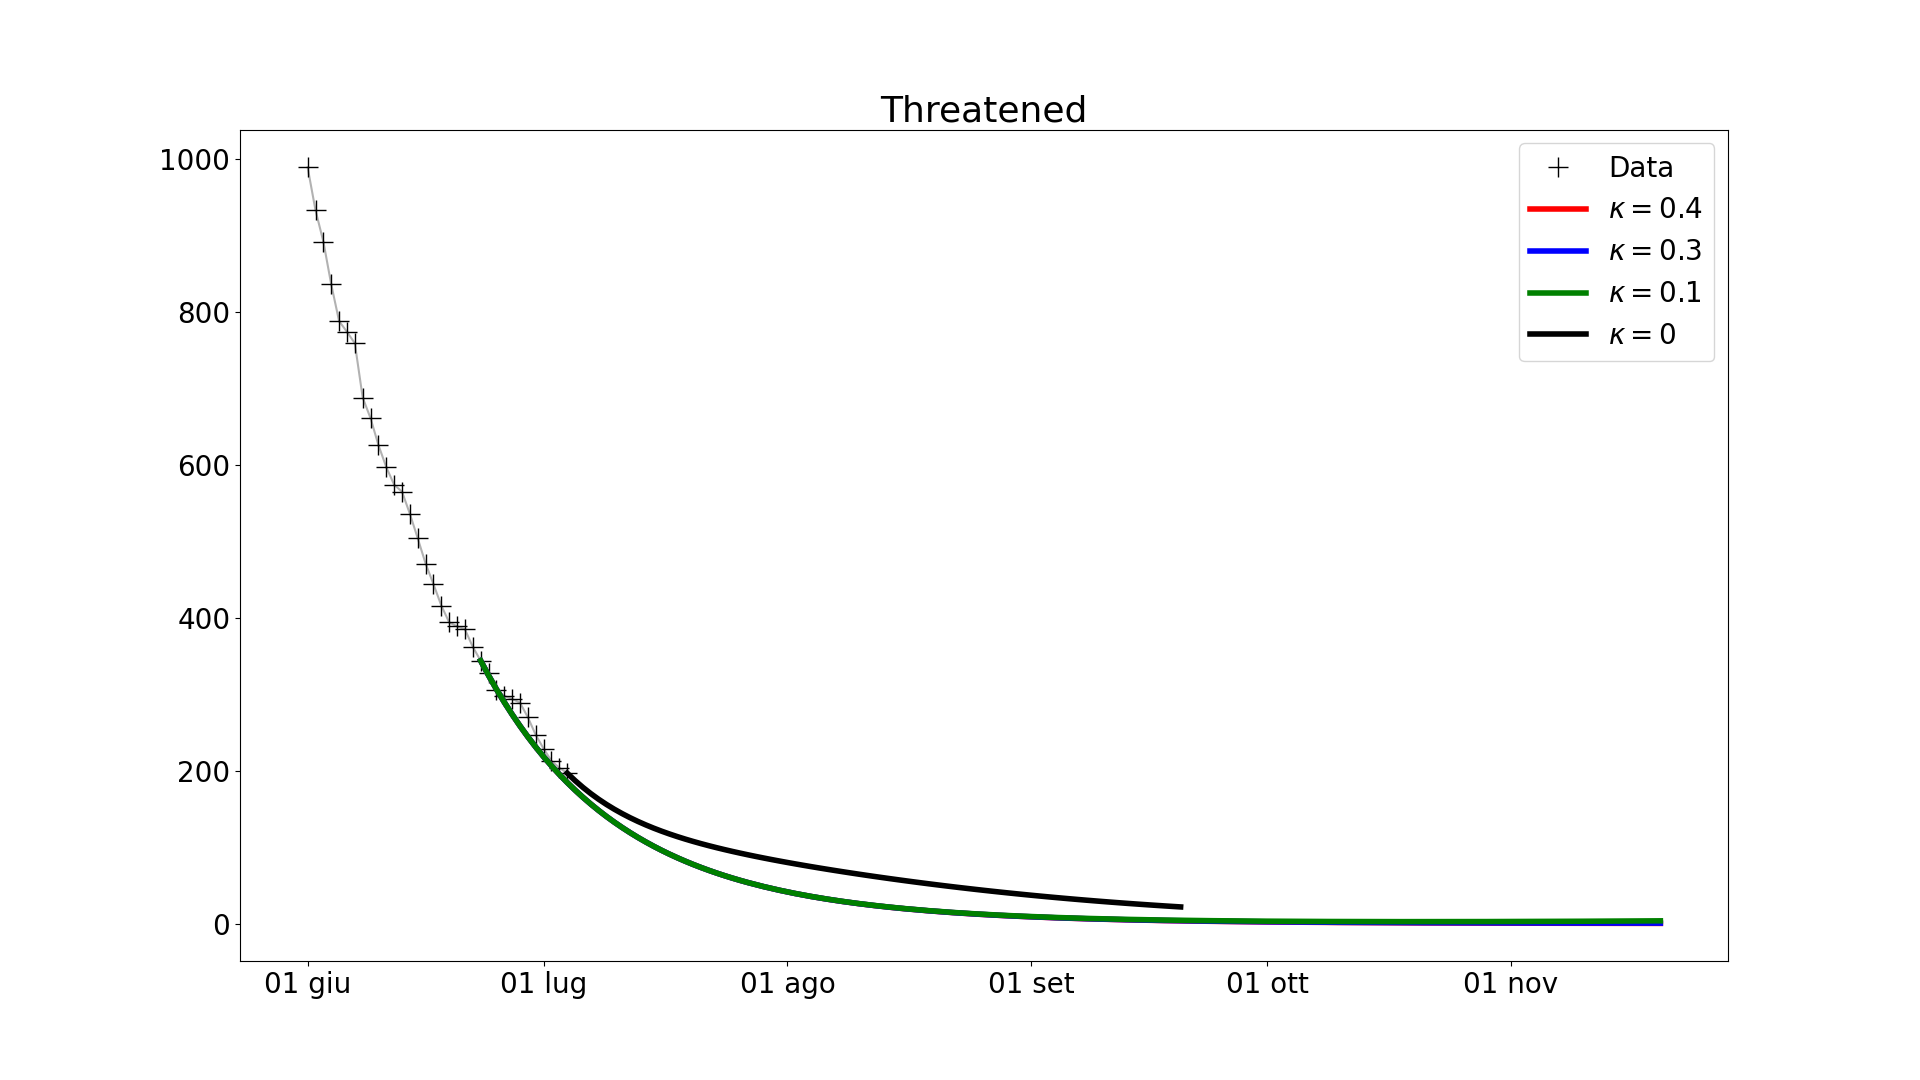 Threatened
1000
800
600
400
200
0
01 giu
01 lug
01 ago
01 set
01 ott
01 nov
Data
κ = 0.4
κ = 0.3
κ = 0.1
κ = 0